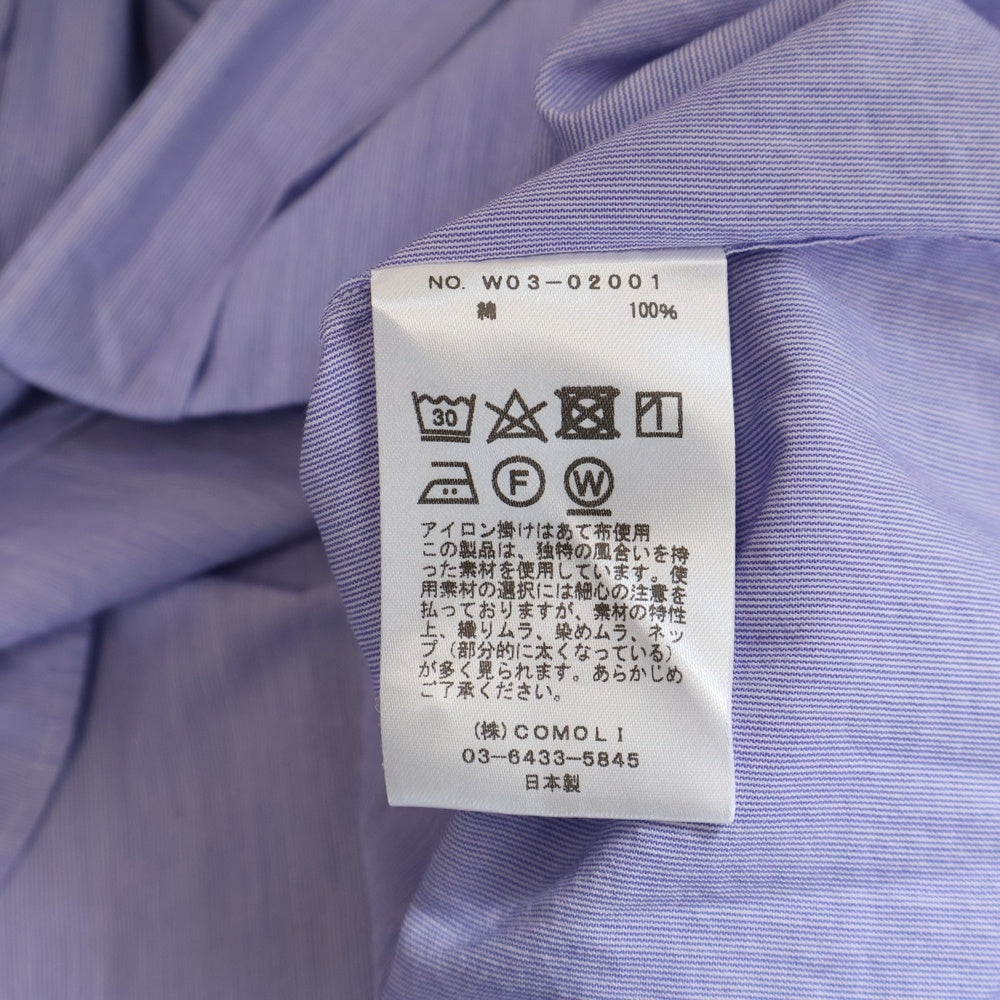 NO. W03-02001
綿 100%
30
F W
アイロン掛けはあて布使用
この製品は、独特の風合いを持
った素材を使用しています。使
用素材の選択には細心の注意を
払っておりますが、素材の特性
上、織りムラ、染めムラ、ネッ
プ(部分的に太くなっている)
が多く見られます。あらかじめ
ご了承ください。
(株)COMOLI
03-6433-5845
日本製